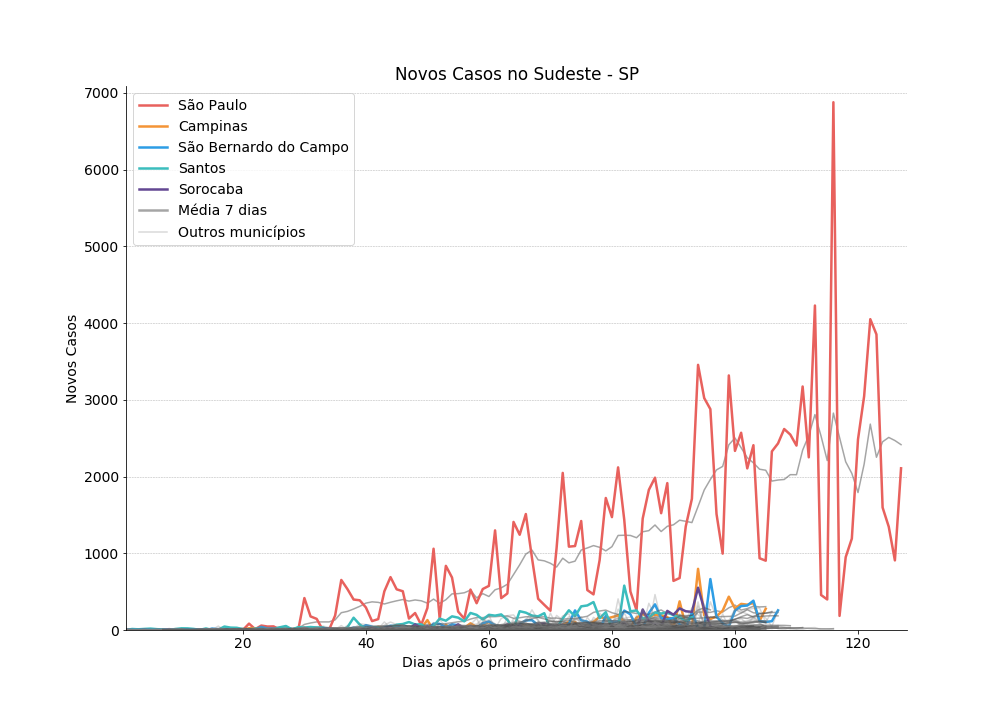 Novos Casos no Sudeste - SP
7000
6000
5000
4000
3000
2000
1000
0
Novos Casos
São Paulo
Campinas
São Bernardo do Campo
Santos
Sorocaba
Média 7 dias
Outros municípios
20 40 60 80 100 120
Dias após o primeiro confirmado